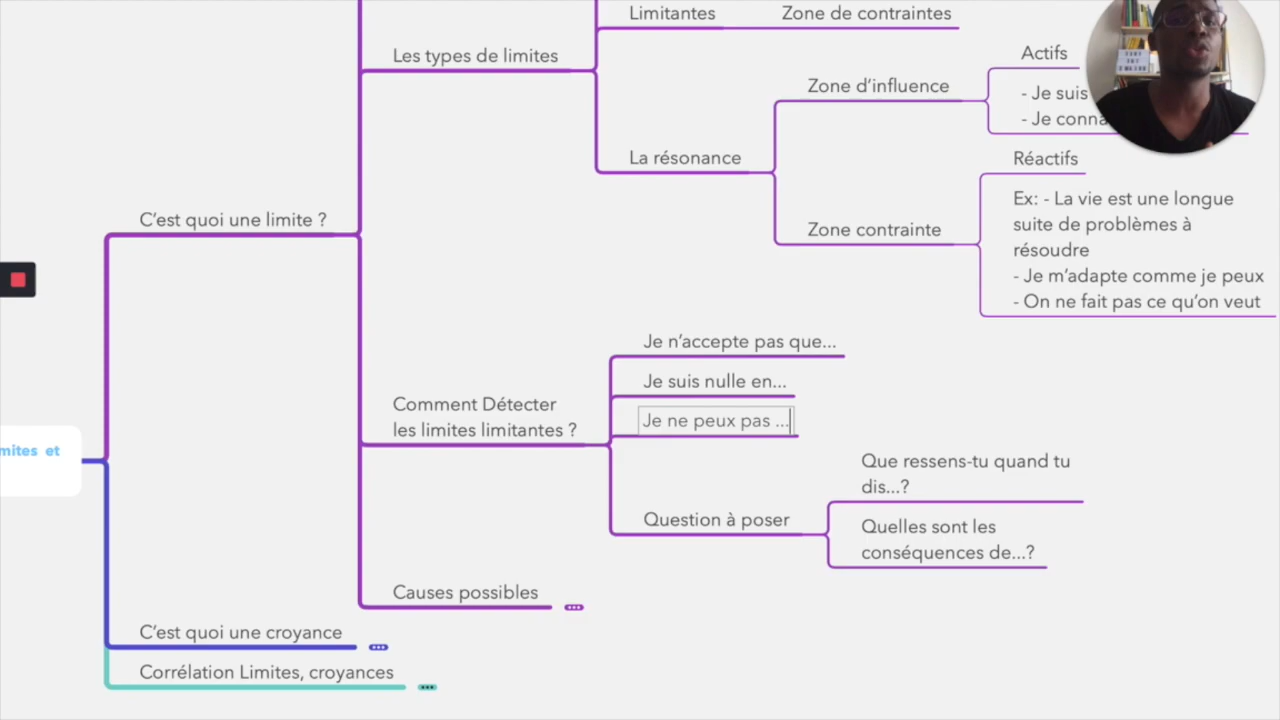 Limitantes
Zone de contraintes
Les types de limites
Actifs
Zone d’influence
- Je suis
- Je conna
La résonance
Réactifs
Ex: - La vie est une longue
suite de problèmes à
résoudre
- Je m’adapte comme je peux
- On ne fait pas ce qu’on veut
C’est quoi une limite ?
Zone contrainte
Je n’accepte pas que...
Je suis nulle en...
Comment Détecter
les limites limitantes ?
Je ne peux pas ...
mites et
Que ressens-tu quand tu
dis...?
Question à poser
Quelles sont les
conséquences de...?
Causes possibles
C’est quoi une croyance
Corrélation Limites, croyances